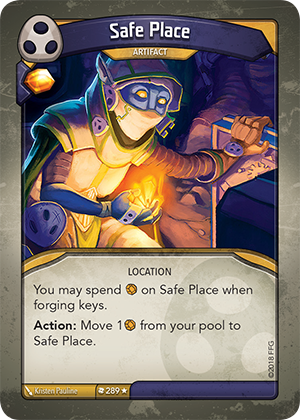 Safe Place
ARTIFACT
LOCATION
You may spend on Safe Place when
forging keys.
Action: Move 1 from your pool to
Safe Place.
Kristen Pauline
289★
©2018 FFG